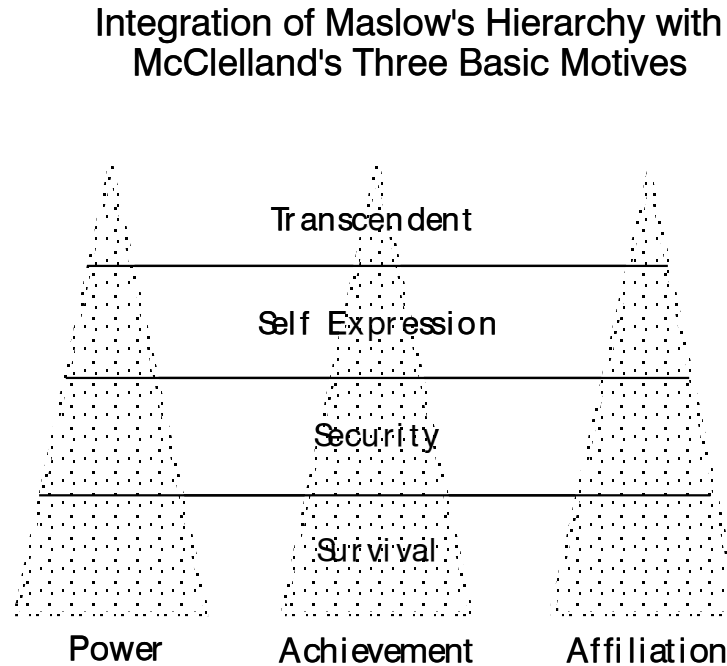 Integration of Maslow's Hierarchy with
McClelland's Three Basic Motives
Transcendent
Self Expression
Security
Survival
Power Achievement Affiliation